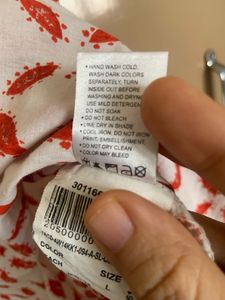 • HAND WASH COLD.
WASH DARK COLORS
SEPARATELY. TURN
INSIDE OUT BEFORE
WASHING AND DRYING
USE MILD DETERGEN
DO NOT SOAK
• DO NOT BLEACH
• LINE DRY IN SHADE
• COOL IRON. DO NOT IRON
PRINT, EMBELLISHMENT.
• DO NOT DRY CLEAN
• COLOR MAY BLEED
COLOR
SIZE
L